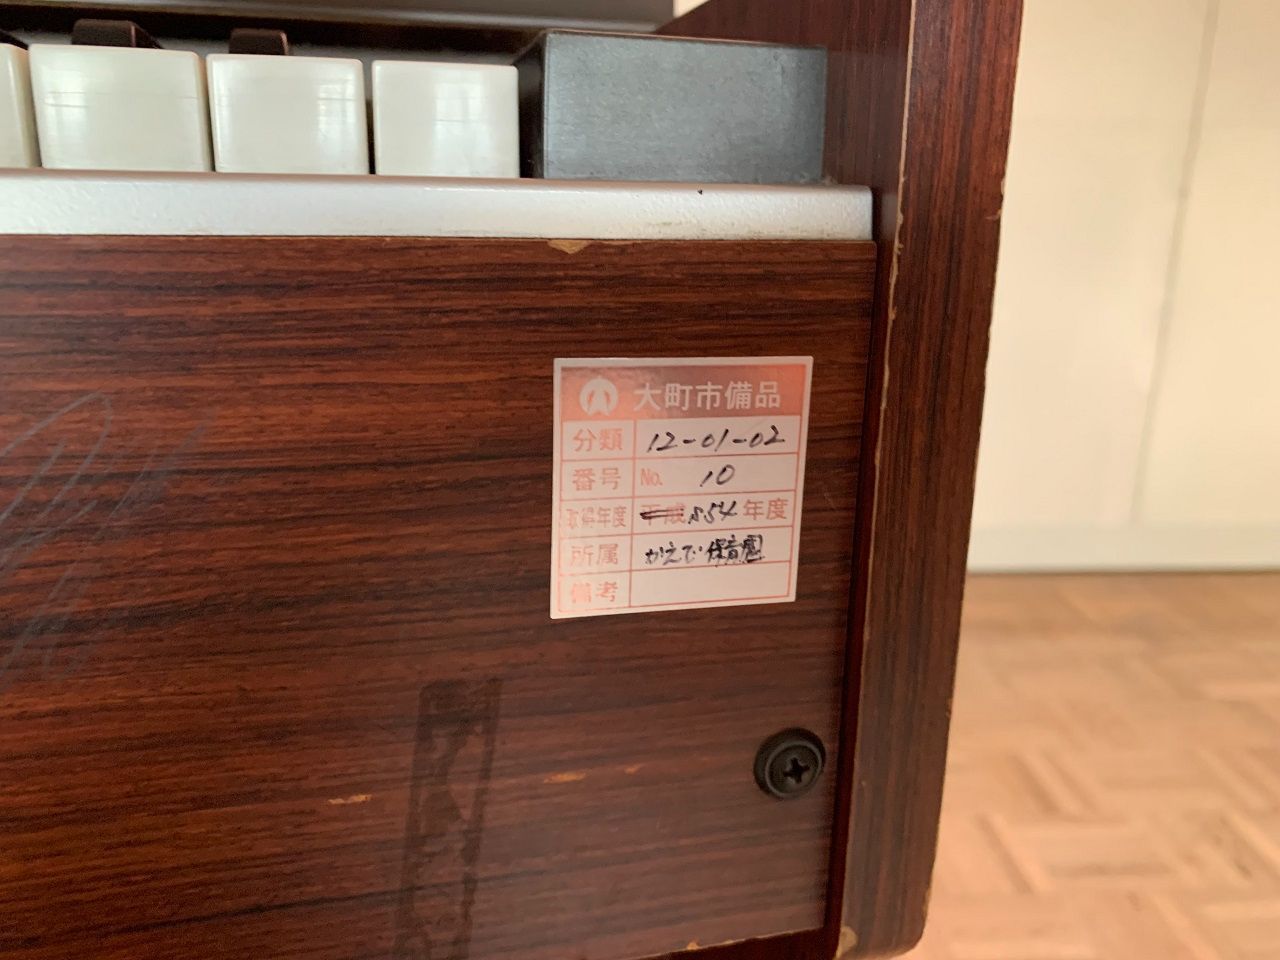 大町市備品
分類 12-01-02
番号 No. 10
取得年度 平成 S54 年度
所属 かえで保育園
備考